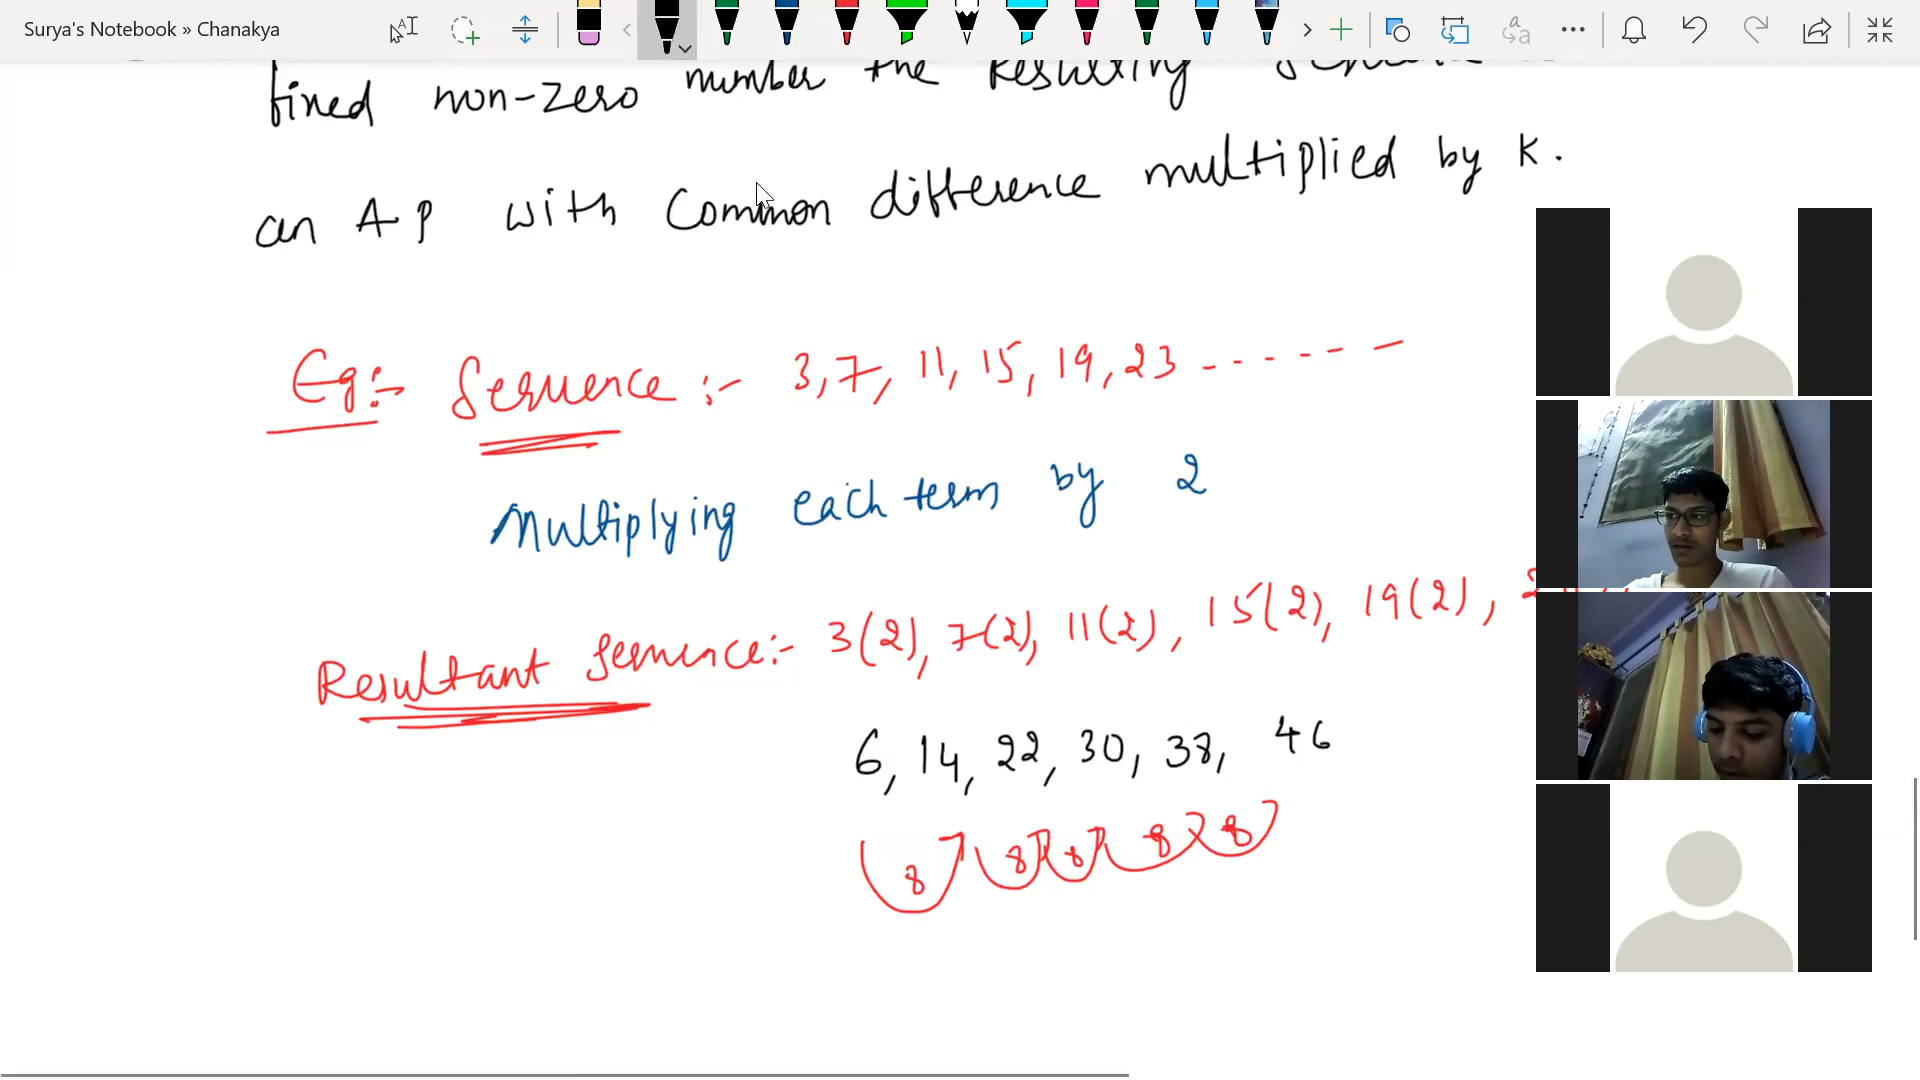 Surya's Notebook » Chanakya
fixed non-zero number the resulting
an AP with Common difference multiplied by K.
Eg:- Sequence :- 3, 7, 11, 15, 19, 23 ------
Multiplying each term by 2
Resultant sequence:- 3(2), 7(2), 11(2), 15(2), 19(2), 2
6, 14, 22, 30, 38, 46
8 8 8 8 8